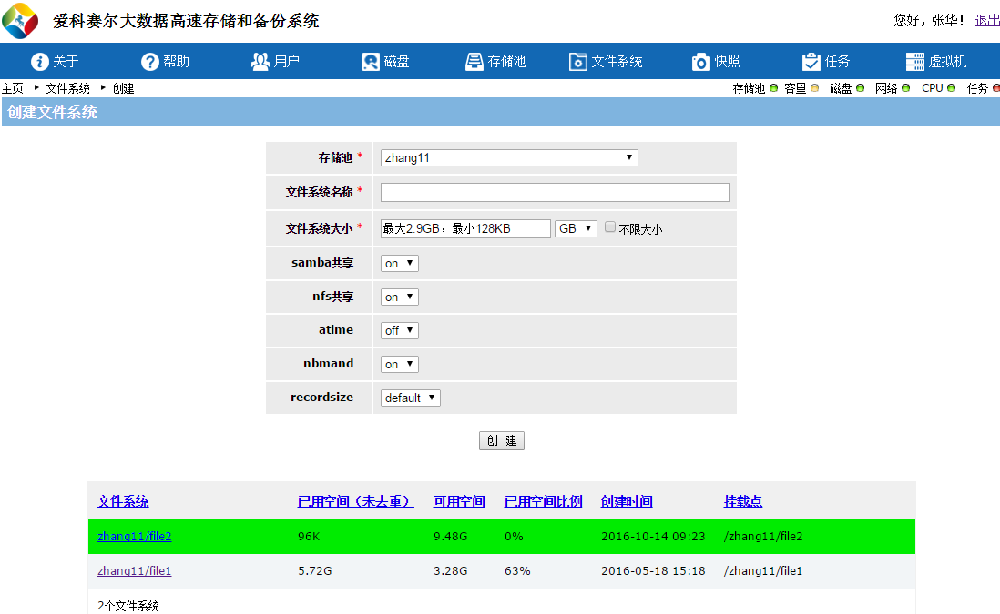 爱科赛尔大数据高速存储和备份系统 您好，张华！ 退出
关于 帮助 用户 磁盘 存储池 文件系统 快照 任务 虚拟机
主页 文件系统 创建 存储池 容量 磁盘 网络 CPU 任务
创建文件系统
存储池 * zhang11
文件系统名称 *
文件系统大小 * 最大2.9GB，最小128KB GB 不限大小
samba共享 on
nfs共享 on
atime off
nbmand on
recordsize default
创 建
文件系统 已用空间（未去重） 可用空间 已用空间比例 创建时间 挂载点
zhang11/file2 96K 9.48G 0% 2016-10-14 09:23 /zhang11/file2
zhang11/file1 5.72G 3.28G 63% 2016-05-18 15:18 /zhang11/file1
2个文件系统